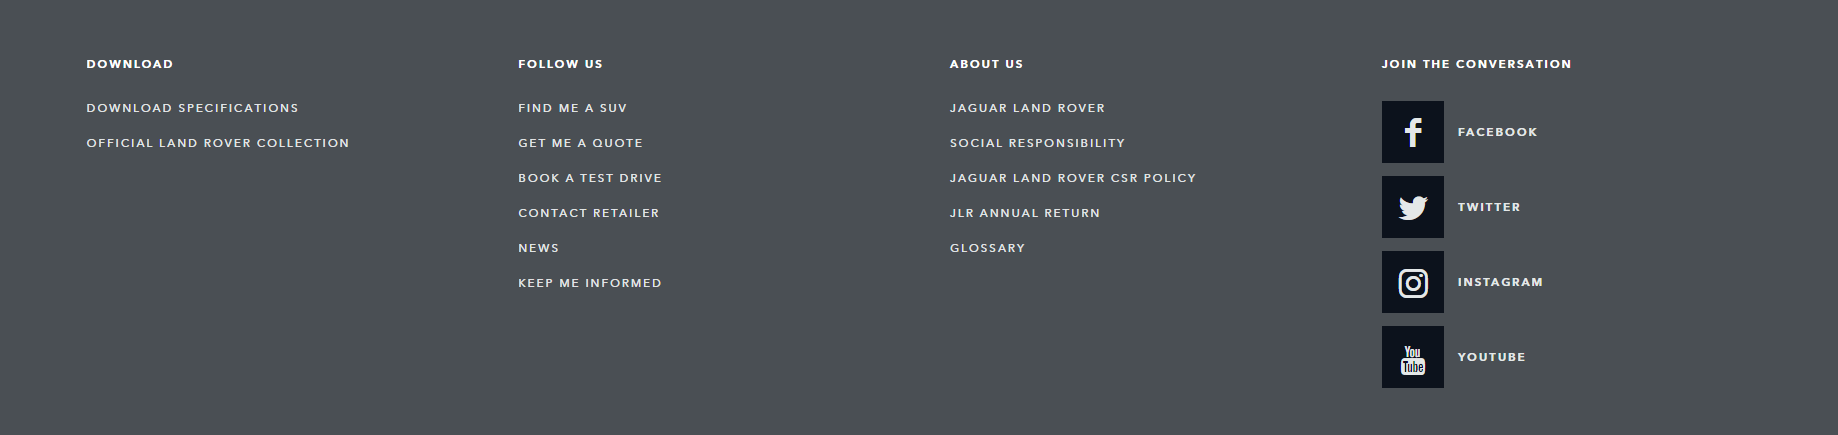 DOWNLOAD
DOWNLOAD SPECIFICATIONS
OFFICIAL LAND ROVER COLLECTION
FOLLOW US
FIND ME A SUV
GET ME A QUOTE
BOOK A TEST DRIVE
CONTACT RETAILER
NEWS
KEEP ME INFORMED
ABOUT US
JAGUAR LAND ROVER
SOCIAL RESPONSIBILITY
JAGUAR LAND ROVER CSR POLICY
JLR ANNUAL RETURN
GLOSSARY
JOIN THE CONVERSATION
FACEBOOK
TWITTER
INSTAGRAM
You
Tube
YOUTUBE